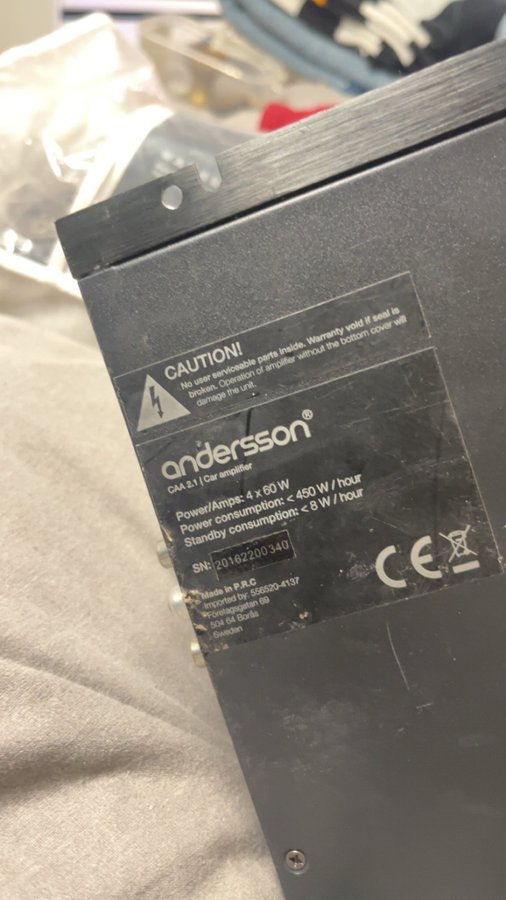 CAUTION!
No user serviceable parts inside. Warranty void if seal is
broken. Operation of amplifier without the bottom cover will
damage the unit.
andersson®
CAA 2.1 | Car amplifier
Power/Amps: 4 x 60 W
Power consumption: < 450 W / hour
Standby consumption: < 8 W / hour
SN: 20162200340
Made in P.R.C
Imported by: 556520-4137
Företagsgatan 69
504 64 Borås
Sweden
CE